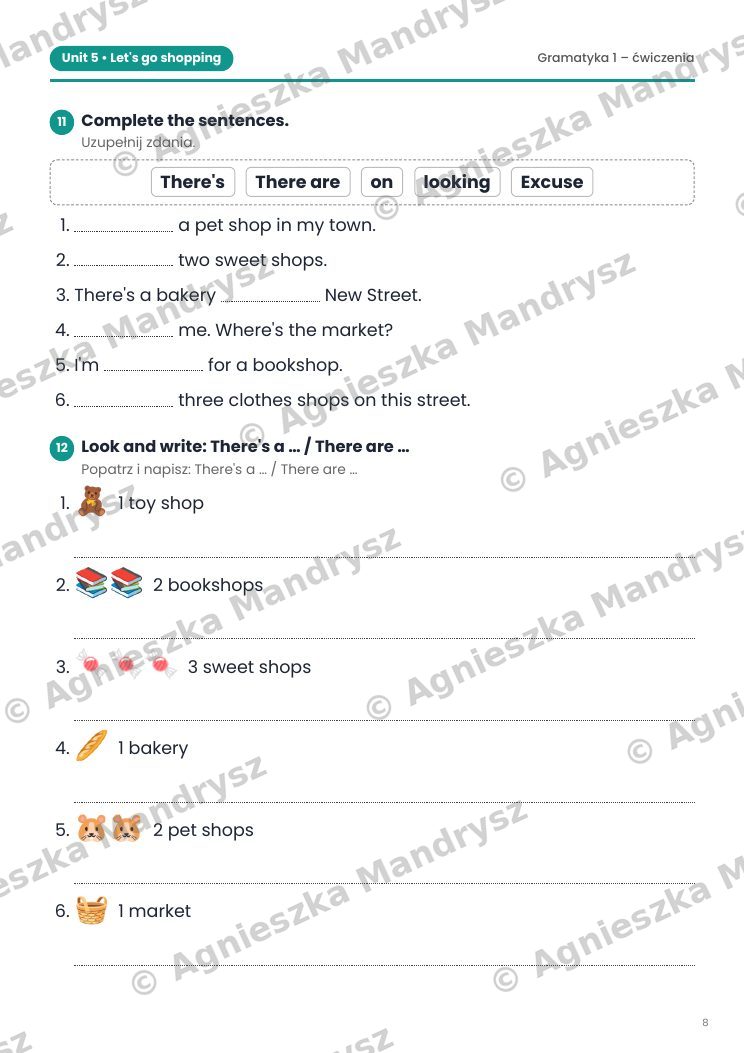 Unit 5 • Let's go shopping
Gramatyka 1 – ćwiczenia
11 Complete the sentences.
Uzupełnij zdania.
There's There are on looking Excuse
1. a pet shop in my town.
2. two sweet shops.
3. There's a bakery New Street.
4. me. Where's the market?
5. I'm for a bookshop.
6. three clothes shops on this street.
12 Look and write: There's a ... / There are ...
Popatrz i napisz: There's a ... / There are ...
1. 1 toy shop
2. 2 bookshops
3. 3 sweet shops
4. 1 bakery
5. 2 pet shops
6. 1 market
8
© Agnieszka Mandrysz